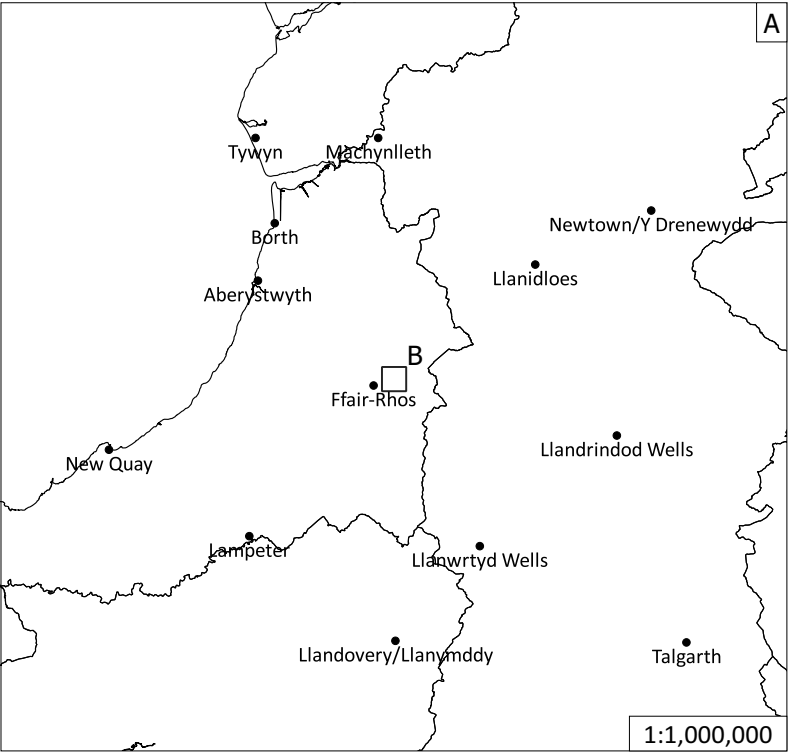 A
Tywyn
Machynlleth
Newtown/Y Drenewydd
Borth
Llanidloes
Aberystwyth
B
Ffair-Rhos
Llandrindod Wells
New Quay
Lampeter
Llanwrtyd Wells
Llandovery/Llanymddy
Talgarth
1:1,000,000